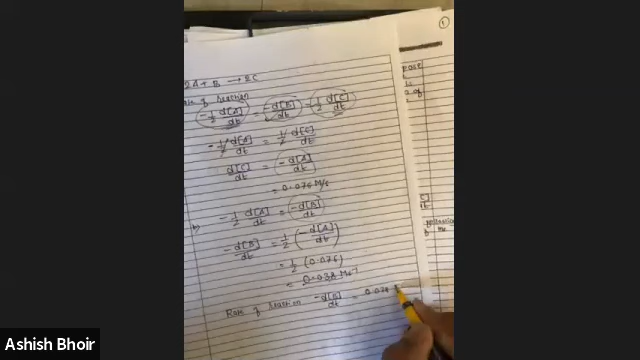 ①
2A + B → 2C
Rate of Reaction
-1/2 d[A]/dt = -d[B]/dt = 1/2 d[C]/dt
-1/2 d[A]/dt = 1/2 d[C]/dt
d[C]/dt = -d[A]/dt
= 0.076 M/s
-1/2 d[A]/dt = -d[B]/dt
-d[B]/dt = 1/2 (-d[A]/dt)
= 1/2 (0.076)
= 0.038 Ms⁻¹
Rate of reaction -d[B]/dt =
Ashish Bhoir